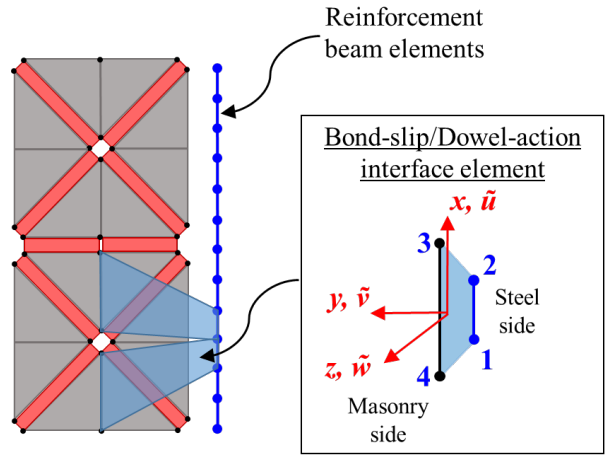 Reinforcement
beam elements
Bond-slip/Dowel-action
interface element
x, ũ
3
2
y, ṽ
Steel
side
z, w̃
1
4
Masonry
side